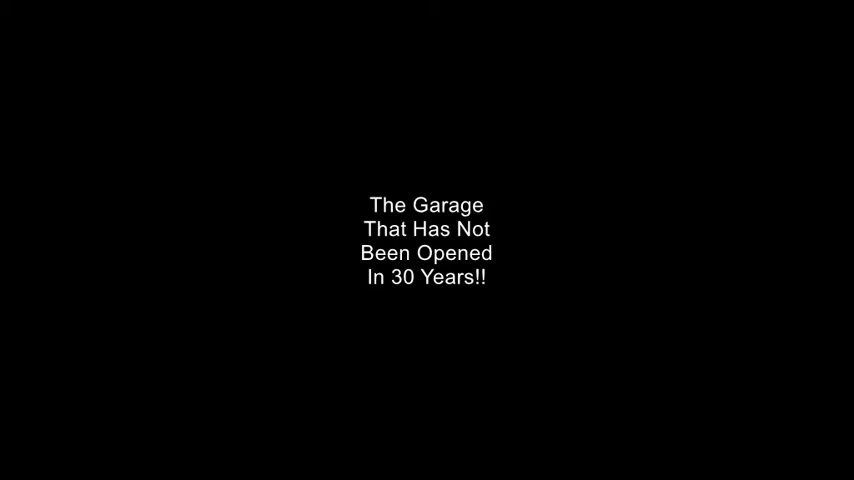 The Garage
That Has Not
Been Opened
In 30 Years!!